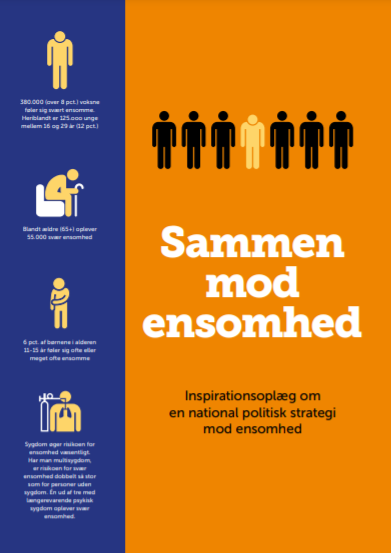 380.000 (over 8 pct.) voksne
føler sig svært ensomme.
Heriblandt er 125.000 unge
mellem 16 og 29 år (12 pct.)
Blandt ældre (65+) oplever
55.000 svær ensomhed
6 pct. af børnene i alderen
11-15 år føler sig ofte eller
meget ofte ensomme
Sygdom øger risikoen for
ensomhed væsentligt.
Har man multisygdom,
er risikoen for svær
ensomhed dobbelt så stor
som for personer uden
sygdom. Én ud af tre med
længerevarende psykisk
sygdom oplever svær
ensomhed.
Sammen
mod
ensomhed
Inspirationsoplæg om
en national politisk strategi
mod ensomhed